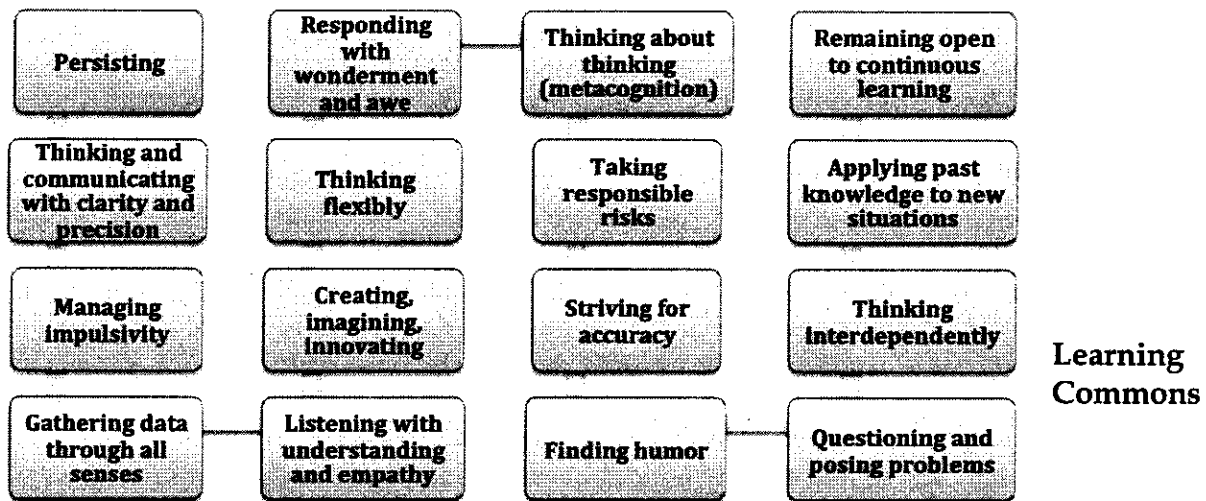 Persisting
Responding
with
wonderment
and awe
Thinking about
thinking
(metacognition)
Remaining open
to continuous
learning
Thinking and
communicating
with clarity and
precision
Thinking
flexibly
Taking
responsible
risks
Applying past
knowledge to new
situations
Managing
impulsivity
Creating,
imagining,
innovating
Striving for
accuracy
Thinking
interdependently
Gathering data
through all
senses
Listening with
understanding
and empathy
Finding humor
Questioning and
posing problems
Learning
Commons